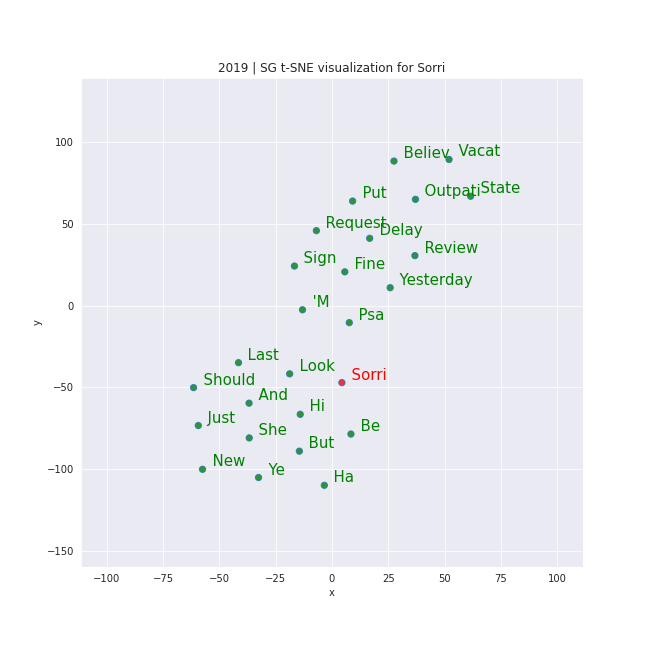 2019 | SG t-SNE visualization for Sorri
Believ
Vacat
Put
Outpati
State
Request
Delay
Review
Sign
Fine
Yesterday
'M
Psa
Last
Look
Should
Sorri
And
Hi
Just
She
Be
But
New
Ye
Ha
100
50
0
−50
−100
−150
y
−100 −75 −50 −25 0 25 50 75 100
x